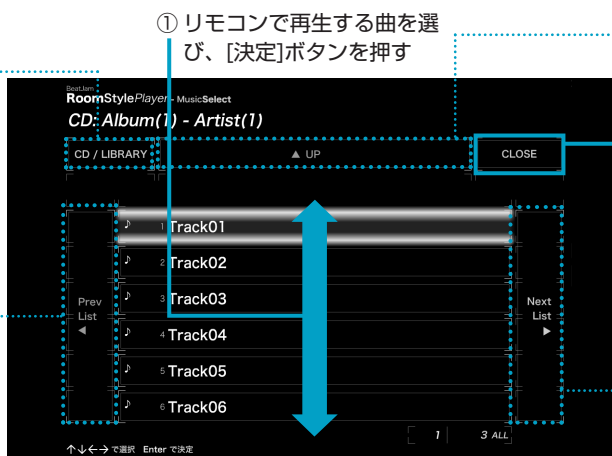 ① リモコンで再生する曲を選
び、[決定]ボタンを押す
BeatJam
RoomStylePlayer - MusicSelect
CD: Album(1) - Artist(1)
CD / LIBRARY
▲ UP
CLOSE
♪ 1 Track01
♪ 2 Track02
♪ 3 Track03
♪ 4 Track04
♪ 5 Track05
♪ 6 Track06
Prev
List
◀
Next
List
▶
1 3 ALL
↑↓←→で選択 Enter で決定